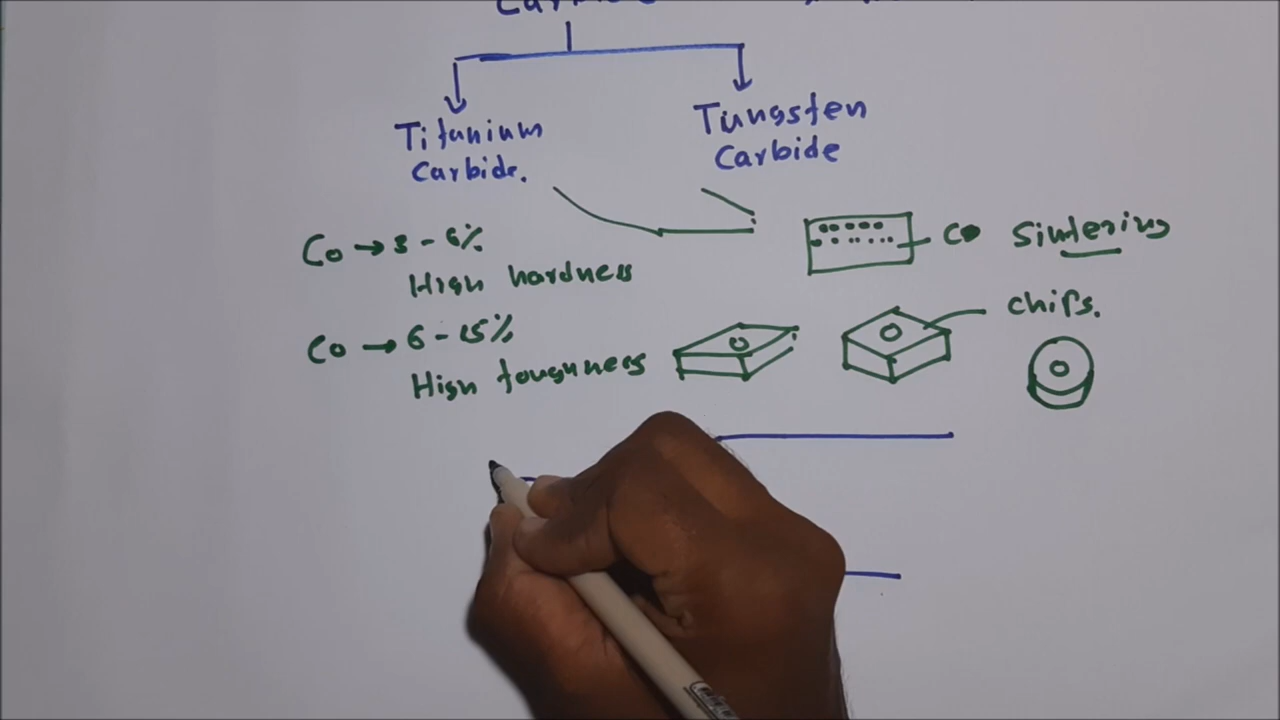 Titanium
Carbide.
Tungsten
Carbide
Co → 3 - 6%
High hardness
Co Sintering
Co → 6 - 15%
High toughness
chips.